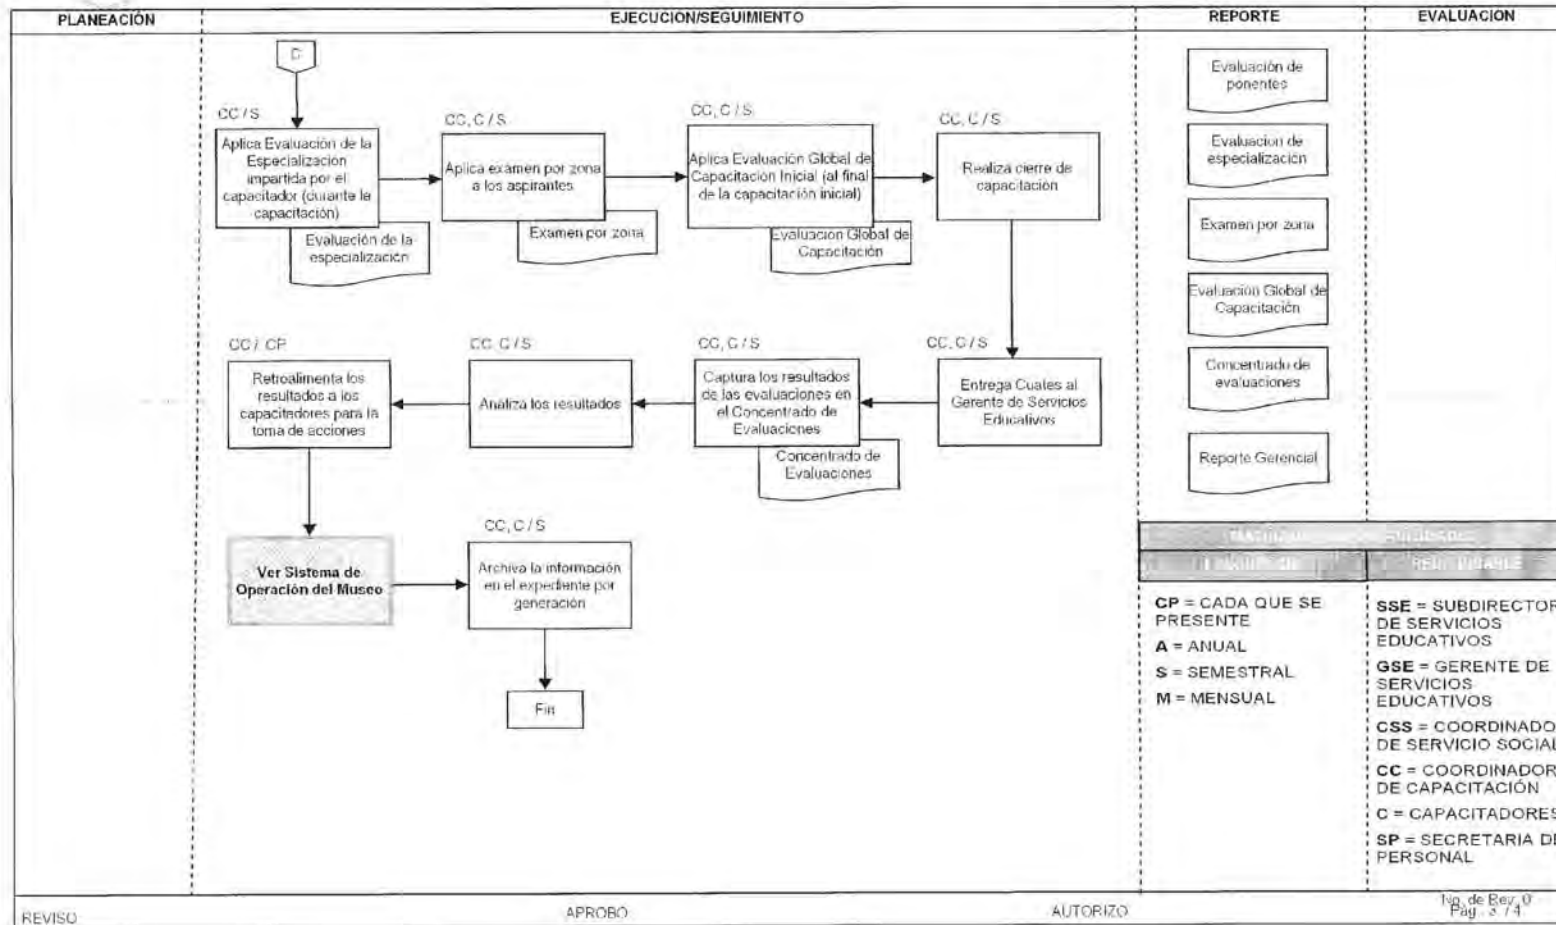 PLANEACIÓN
EJECUCION/SEGUIMIENTO
REPORTE
EVALUACION
CC / S
Aplica Evaluación de la
Especialización
impartida por el
capacitador (durante la
capacitación)
Evaluación de la
especialización
CC, C / S
Aplica exámen por zona
a los aspirantes
Examen por zona
CC, C / S
Aplica Evaluación Global de
Capacitación Inicial (al final
de la capacitación inicial)
Evaluación Global de
Capacitación
CC, C / S
Realiza cierre de
capacitación
CC / CP
Retroalimenta los
resultados a los
capacitadores para la
toma de acciones
CC, C / S
Analiza los resultados
CC, C / S
Captura los resultados
de las evaluaciones en
el Concentrado de
Evaluaciones
Concentrado de
Evaluaciones
CC, C / S
Entrega Cuates al
Gerente de Servicios
Educativos
Ver Sistema de
Operación del Museo
CC, C / S
Archiva la información
en el expediente por
generación
Fin
Evaluación de
ponentes
Evaluación de
especialización
Examen por zona
Evaluación Global de
Capacitación
Concentrado de
evaluaciones
Reporte Gerencial
CP = CADA QUE SE
PRESENTE
A = ANUAL
S = SEMESTRAL
M = MENSUAL
SSE = SUBDIRECTOR
DE SERVICIOS
EDUCATIVOS
GSE = GERENTE DE
SERVICIOS
EDUCATIVOS
CSS = COORDINADO
DE SERVICIO SOCIAL
CC = COORDINADOR
DE CAPACITACIÓN
C = CAPACITADORES
SP = SECRETARIA DE
PERSONAL
REVISO
APROBO
AUTORIZO
No. de Rev. 0
Pág. 3 / 4